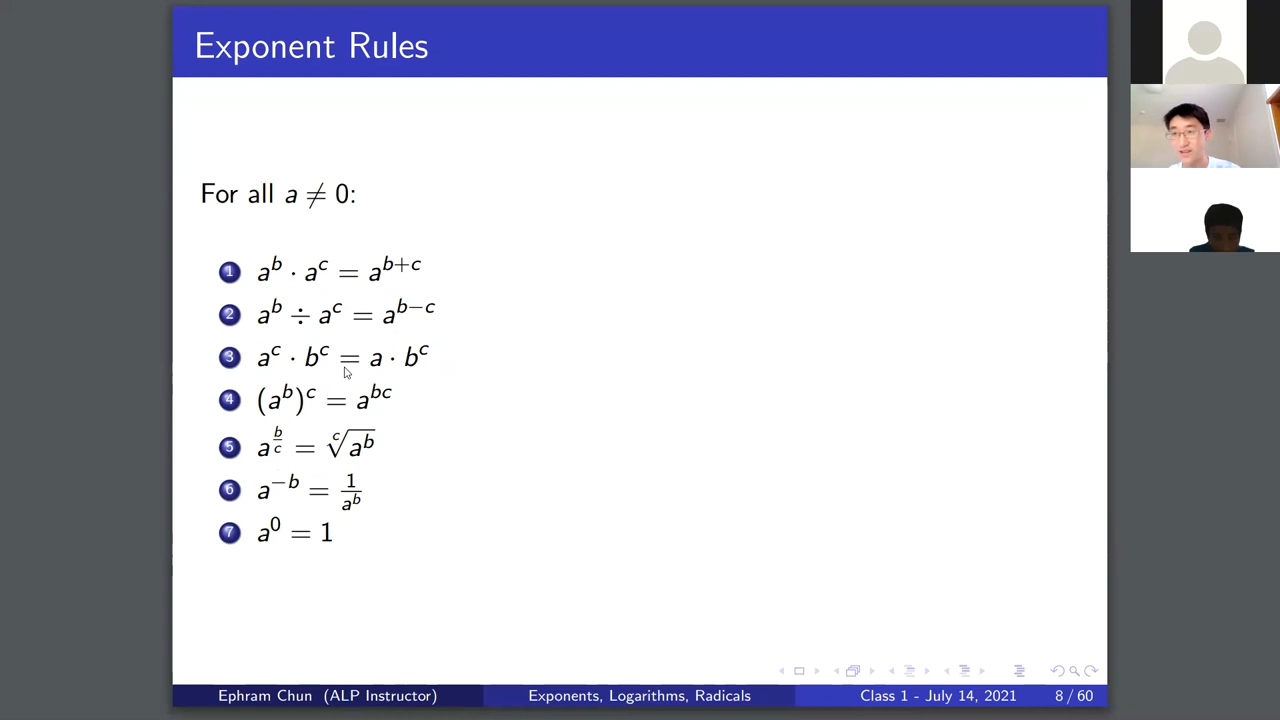 Exponent Rules
For all a ≠ 0:
1 a^b · a^c = a^{b+c}
2 a^b ÷ a^c = a^{b−c}
3 a^c · b^c = a · b^c
4 (a^b)^c = a^{bc}
5 a^{b/c} = \sqrt[c]{a^b}
6 a^{−b} = 1/a^b
7 a^0 = 1
Ephram Chun (ALP Instructor) Exponents, Logarithms, Radicals Class 1 - July 14, 2021 8 / 60